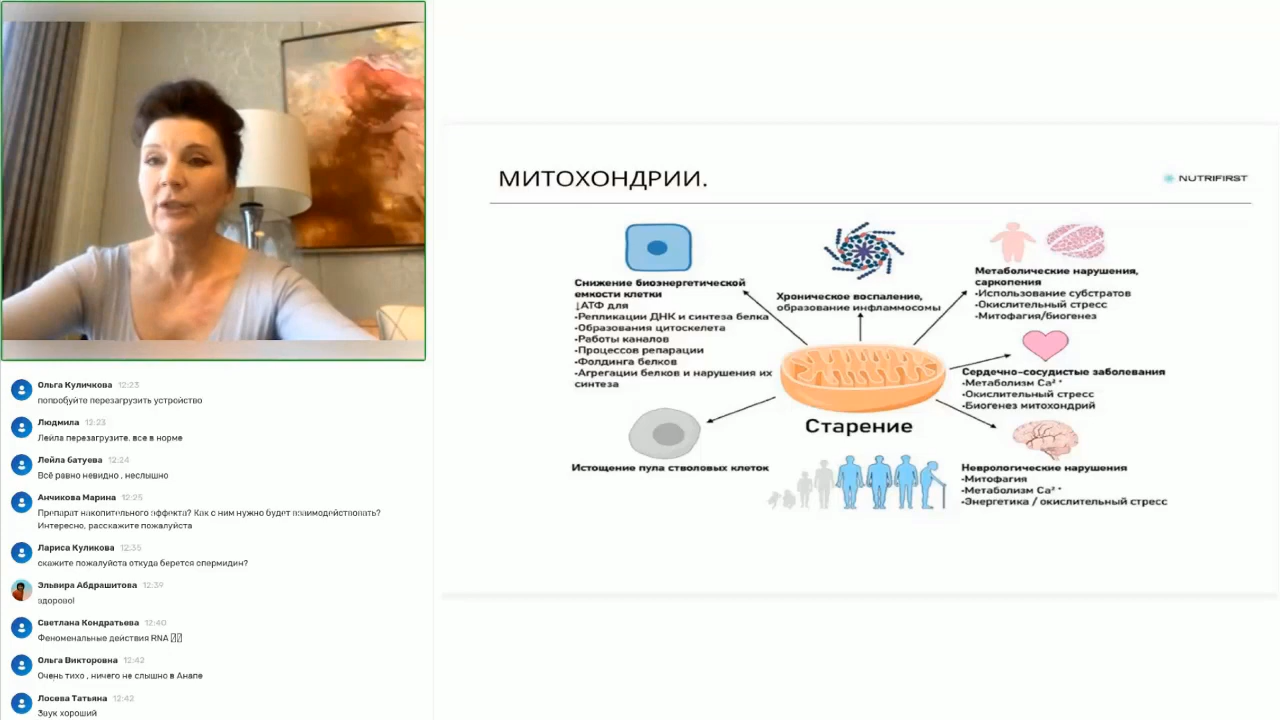 Ольга Куличкова 12:23
попробуйте перезагрузить устройство
Людмила 12:23
Лейла перезагрузите. все в норме
Лейла батуева 12:24
Всё равно невидно , неслышно
Анчикова Марина 12:25
Препарат накопительного эффекта? Как с ним нужно будет взаимодействовать?
Интересно, расскажите пожалуйста
Лариса Куликова 12:35
скажите пожалуйста откуда берется спермидин?
Эльвира Абдрашитова 12:39
здорово!
Светлана Кондратьева 12:40
Феноменальные действия RNA
Ольга Викторовна 12:42
Очень тихо , ничего не слышно в Анапе
Лосева Татьяна 12:42
Звук хороший
МИТОХОНДРИИ.
NUTRIFIRST
Снижение биоэнергетической
емкости клетки
↓АТФ для
-Репликации ДНК и синтеза белка
-Образования цитоскелета
-Работы каналов
-Процессов репарации
-Фолдинга белков
-Агрегации белков и нарушения их
синтеза
Хроническое воспаление,
образование инфламмосомы
Метаболические нарушения,
саркопения
-Использование субстратов
-Окислительный стресс
-Митофагия/биогенез
Сердечно-сосудистые заболевания
-Метаболизм Ca²⁺
-Окислительный стресс
-Биогенез митохондрий
Старение
Истощение пула стволовых клеток
Неврологические нарушения
-Митофагия
-Метаболизм Ca²⁺
-Энергетика / окислительный стресс